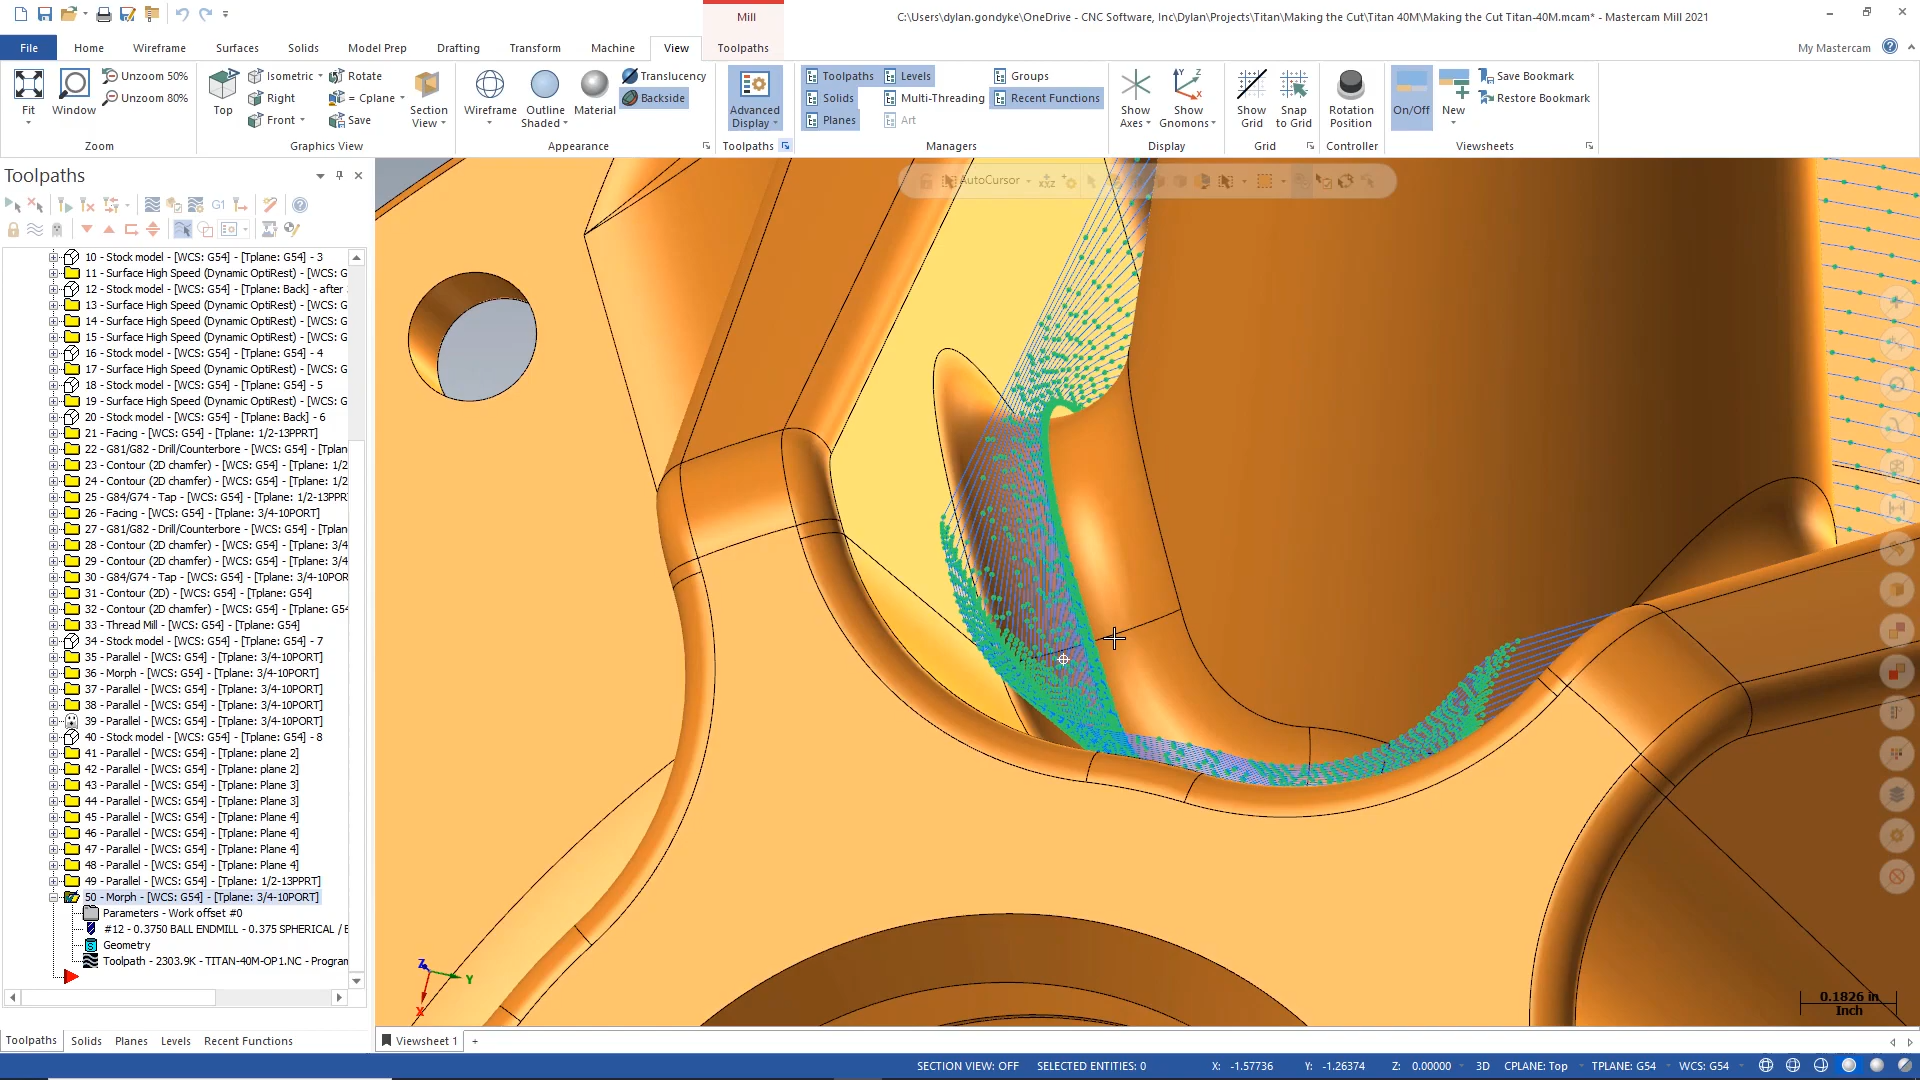 Mill
C:\Users\dylan.gondyke\OneDrive - CNC Software, Inc\Dylan\Projects\Titan\Making the Cut\Titan 40M\Making the Cut Titan-40M.mcam* - Mastercam Mill 2021
File Home Wireframe Surfaces Solids Model Prep Drafting Transform Machine View Toolpaths My Mastercam
Fit
Window
Unzoom 50%
Unzoom 80%
Zoom
Top
Isometric
Right
Front
Rotate
= Cplane
Save
Section View
Graphics View
Wireframe
Outline Shaded
Material
Translucency
Backside
Appearance
Advanced Display
Toolpaths
Toolpaths
Solids
Planes
Levels
Multi-Threading
Art
Groups
Recent Functions
Managers
Show Axes
Show Gnomons
Display
Show Grid
Snap to Grid
Grid
Rotation Position
Controller
On/Off
New
Save Bookmark
Restore Bookmark
Viewsheets
Toolpaths
G1
AutoCursor
XYZ
10 - Stock model - [WCS: G54] - [Tplane: G54] - 3
11 - Surface High Speed (Dynamic OptiRest) - [WCS: G
12 - Stock model - [WCS: G54] - [Tplane: Back] - after
13 - Surface High Speed (Dynamic OptiRest) - [WCS: G
14 - Surface High Speed (Dynamic OptiRest) - [WCS: G
15 - Surface High Speed (Dynamic OptiRest) - [WCS: G
16 - Stock model - [WCS: G54] - [Tplane: G54] - 4
17 - Surface High Speed (Dynamic OptiRest) - [WCS: G
18 - Stock model - [WCS: G54] - [Tplane: G54] - 5
19 - Surface High Speed (Dynamic OptiRest) - [WCS: G
20 - Stock model - [WCS: G54] - [Tplane: Back] - 6
21 - Facing - [WCS: G54] - [Tplane: 1/2-13PPRT]
22 - G81/G82 - Drill/Counterbore - [WCS: G54] - [Tplan
23 - Contour (2D chamfer) - [WCS: G54] - [Tplane: 1/2
24 - Contour (2D chamfer) - [WCS: G54] - [Tplane: 1/2
25 - G84/G74 - Tap - [WCS: G54] - [Tplane: 1/2-13PPR
26 - Facing - [WCS: G54] - [Tplane: 3/4-10PORT]
27 - G81/G82 - Drill/Counterbore - [WCS: G54] - [Tplan
28 - Contour (2D chamfer) - [WCS: G54] - [Tplane: 3/4
29 - Contour (2D chamfer) - [WCS: G54] - [Tplane: 3/4
30 - G84/G74 - Tap - [WCS: G54] - [Tplane: 3/4-10POR
31 - Contour (2D) - [WCS: G54] - [Tplane: G54]
32 - Contour (2D chamfer) - [WCS: G54] - [Tplane: G54
33 - Thread Mill - [WCS: G54] - [Tplane: G54]
34 - Stock model - [WCS: G54] - [Tplane: G54] - 7
35 - Parallel - [WCS: G54] - [Tplane: 3/4-10PORT]
36 - Morph - [WCS: G54] - [Tplane: 3/4-10PORT]
37 - Parallel - [WCS: G54] - [Tplane: 3/4-10PORT]
38 - Parallel - [WCS: G54] - [Tplane: 3/4-10PORT]
39 - Parallel - [WCS: G54] - [Tplane: 3/4-10PORT]
40 - Stock model - [WCS: G54] - [Tplane: G54] - 8
41 - Parallel - [WCS: G54] - [Tplane: plane 2]
42 - Parallel - [WCS: G54] - [Tplane: plane 2]
43 - Parallel - [WCS: G54] - [Tplane: Plane 3]
44 - Parallel - [WCS: G54] - [Tplane: Plane 3]
45 - Parallel - [WCS: G54] - [Tplane: Plane 4]
46 - Parallel - [WCS: G54] - [Tplane: Plane 4]
47 - Parallel - [WCS: G54] - [Tplane: Plane 4]
48 - Parallel - [WCS: G54] - [Tplane: Plane 4]
49 - Parallel - [WCS: G54] - [Tplane: 1/2-13PPRT]
50 - Morph - [WCS: G54] - [Tplane: 3/4-10PORT]
Parameters - Work offset #0
#12 - 0.3750 BALL ENDMILL - 0.375 SPHERICAL / B
Geometry
Toolpath - 2303.9K - TITAN-40M-OP1.NC - Program
Z
Y
X
0.1826 in
Inch
Toolpaths Solids Planes Levels Recent Functions
Viewsheet 1 +
SECTION VIEW: OFF SELECTED ENTITIES: 0 X: -1.57736 Y: -1.26374 Z: 0.00000 3D CPLANE: Top TPLANE: G54 WCS: G54